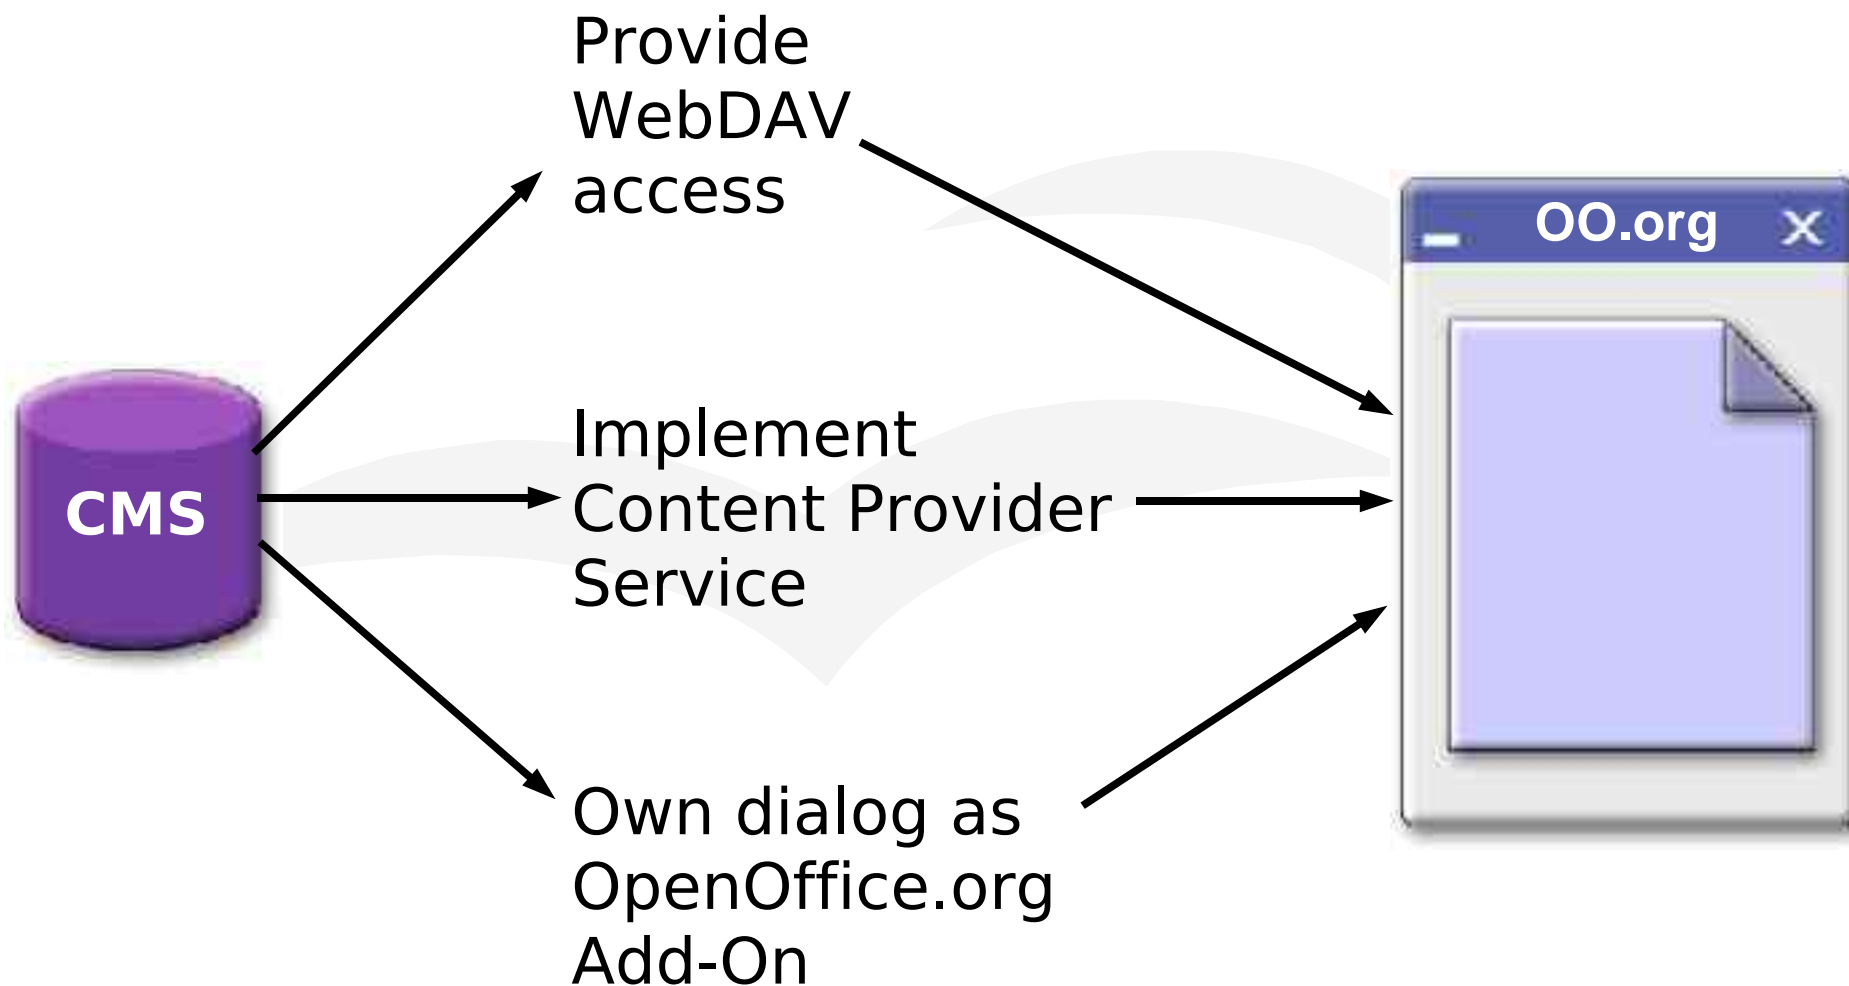 Provide
WebDAV
access
OO.org
CMS
Implement
Content Provider
Service
Own dialog as
OpenOffice.org
Add-On